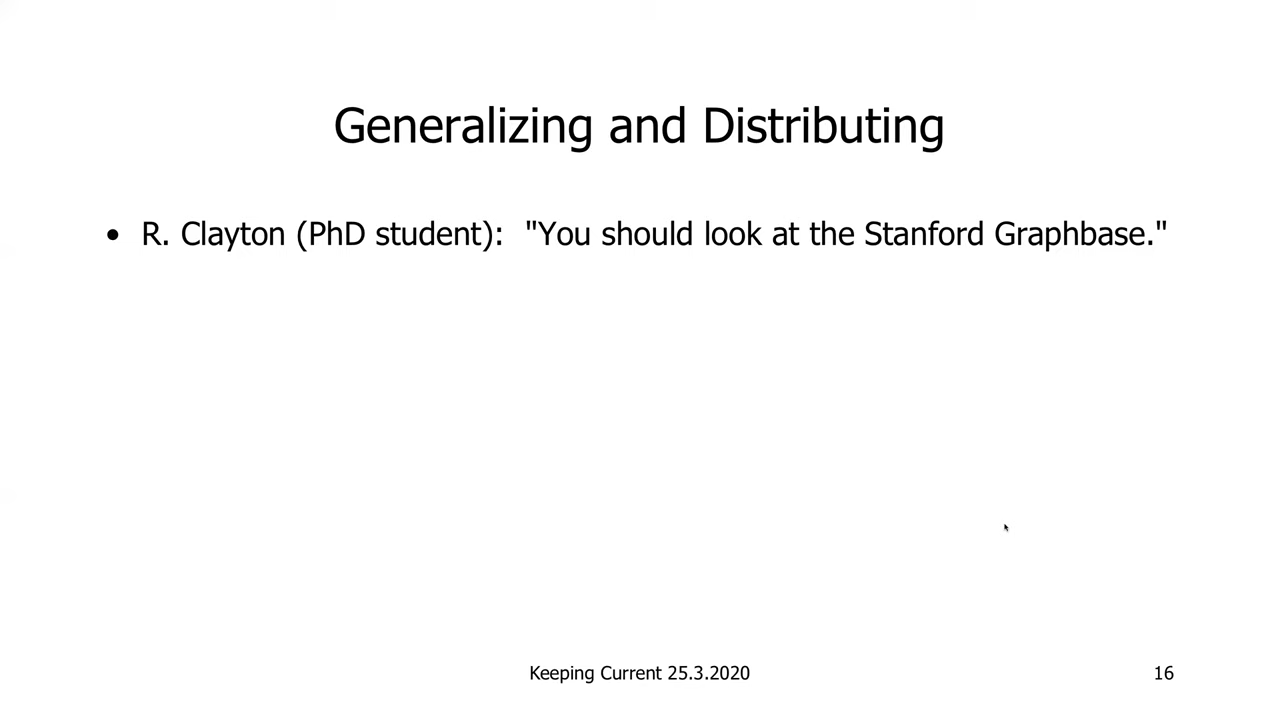 Generalizing and Distributing
• R. Clayton (PhD student): "You should look at the Stanford Graphbase."
Keeping Current 25.3.2020
16